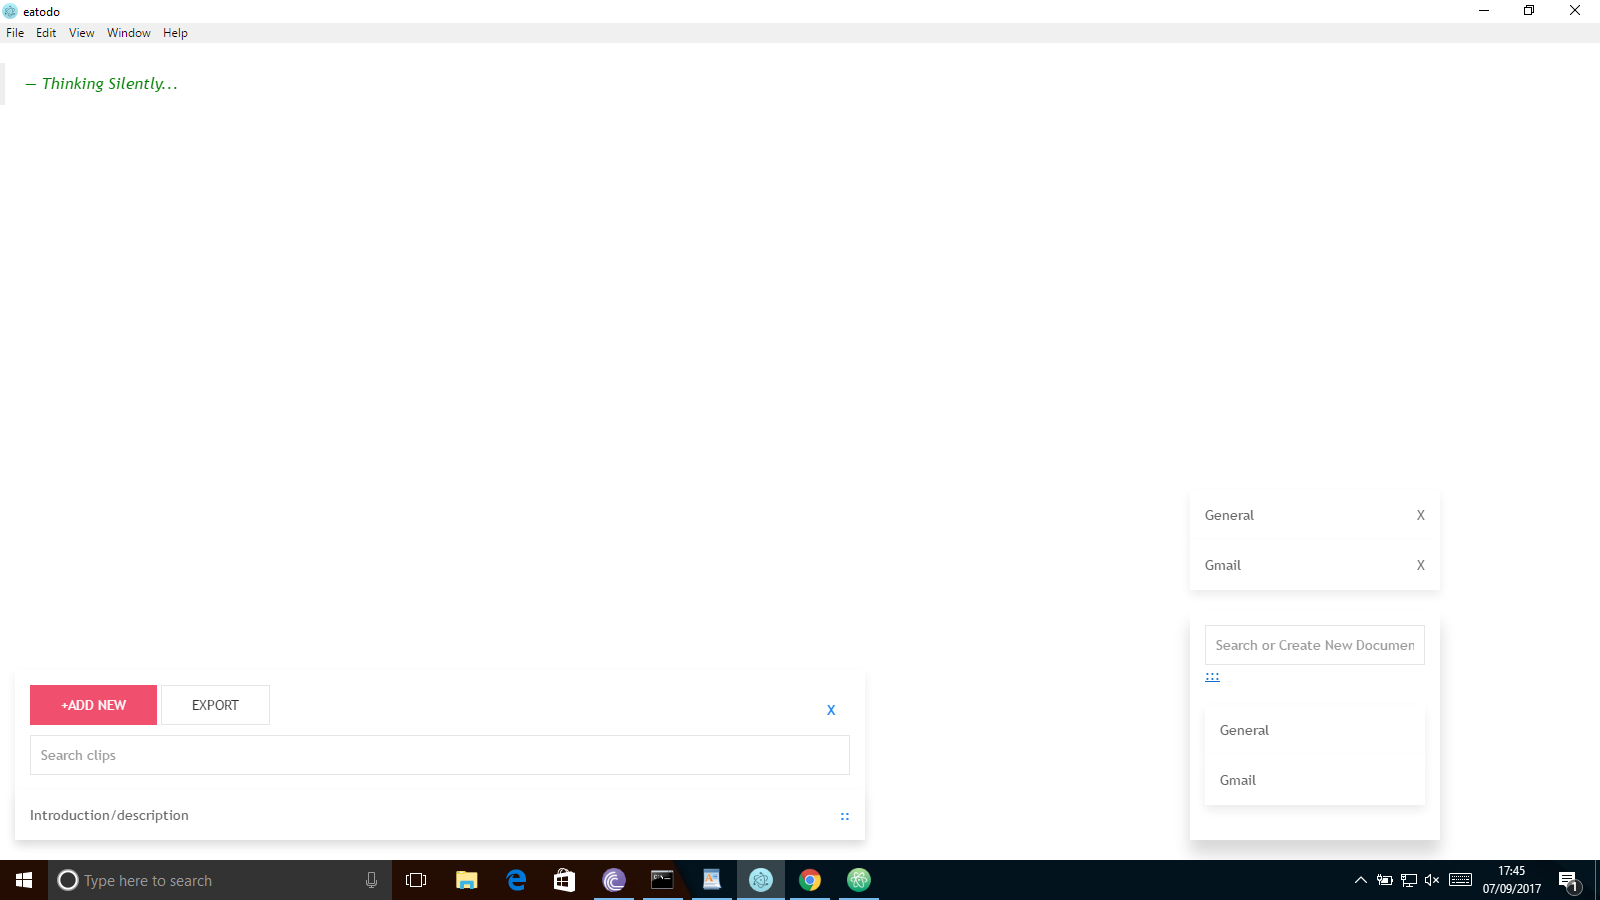 eatodo
File Edit View Window Help
— Thinking Silently...
General X
Gmail X
Search or Create New Documen
:::
General
Gmail
+ADD NEW EXPORT X
Search clips
Introduction/description ::
Type here to search
17:45
07/09/2017
1